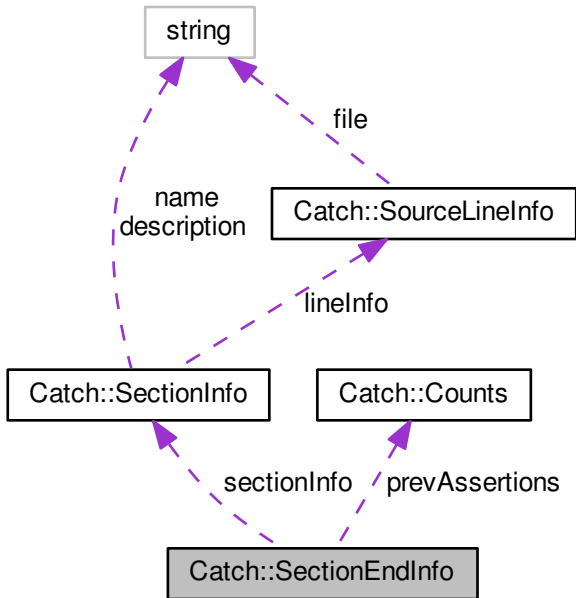 string
file
name
description
Catch::SourceLineInfo
lineInfo
Catch::SectionInfo
Catch::Counts
sectionInfo
prevAssertions
Catch::SectionEndInfo